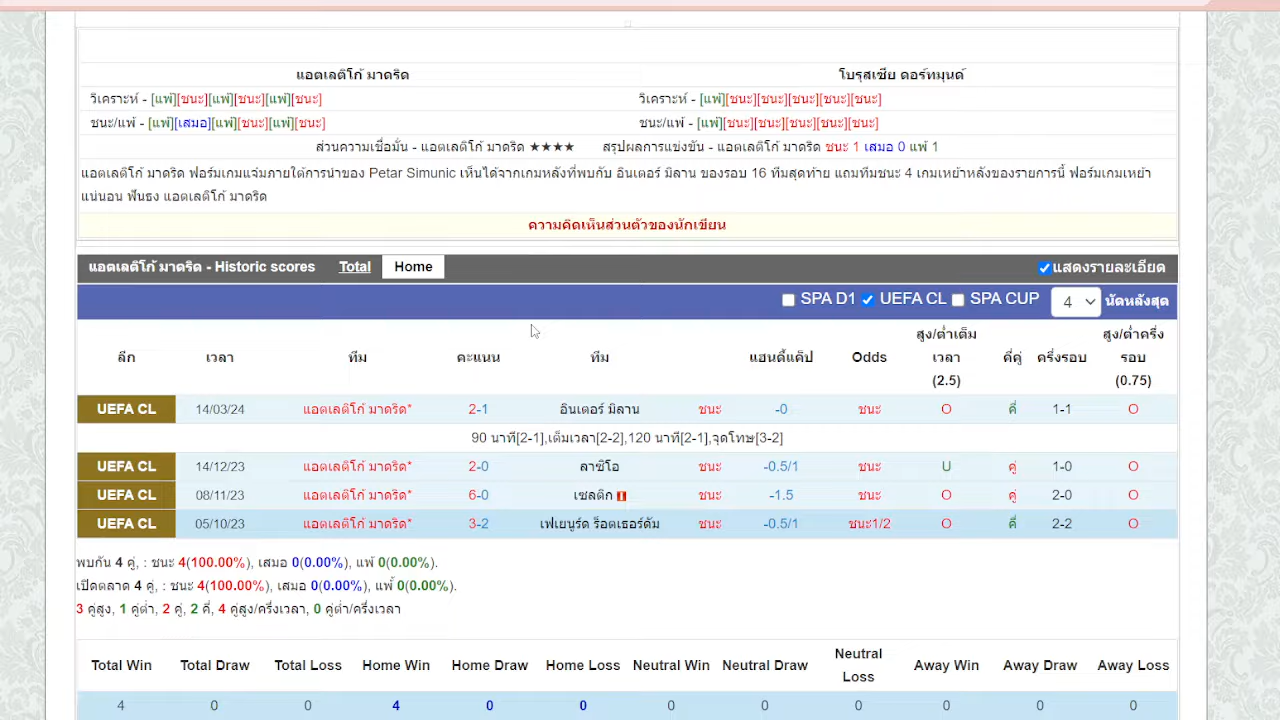 แอตเลติโก้ มาดริด โบรุสเซีย ดอร์ทมุนด์
วิเคราะห์ - [แพ้][ชนะ][แพ้][ชนะ][แพ้][ชนะ] วิเคราะห์ - [แพ้][ชนะ][ชนะ][ชนะ][ชนะ][ชนะ]
ชนะ/แพ้ - [แพ้][เสมอ][แพ้][ชนะ][แพ้][ชนะ] ชนะ/แพ้ - [แพ้][ชนะ][ชนะ][ชนะ][ชนะ][ชนะ]
ส่วนความเชื่อมั่น - แอตเลติโก้ มาดริด ★★★★ สรุปผลการแข่งขัน - แอตเลติโก้ มาดริด ชนะ 1 เสมอ 0 แพ้ 1
แอตเลติโก้ มาดริด ฟอร์มเกมแจ่มภายใต้การนำของ Petar Simunic เห็นได้จากเกมหลังที่พบกับ อินเตอร์ มิลาน ของรอบ 16 ทีมสุดท้าย แถมทีมชนะ 4 เกมเหย้าหลังของรายการนี้ ฟอร์มเกมเหย้า
แน่นอน ฟันธง แอตเลติโก้ มาดริด
ความคิดเห็นส่วนตัวของนักเขียน
แอตเลติโก้ มาดริด - Historic scores Total Home แสดงรายละเอียด
SPA D1 UEFA CL SPA CUP 4 นัดหลังสุด
ลีก เวลา ทีม คะแนน ทีม แฮนดี้แค็ป Odds สูง/ต่ำเต็มเวลา (2.5) คี่คู่ ครึ่งรอบ สูง/ต่ำครึ่งรอบ (0.75)
UEFA CL 14/03/24 แอตเลติโก้ มาดริด* 2-1 อินเตอร์ มิลาน ชนะ -0 ชนะ O คี่ 1-1 O
90 นาที[2-1],เต็มเวลา[2-2],120 นาที[2-1],จุดโทษ[3-2]
UEFA CL 14/12/23 แอตเลติโก้ มาดริด* 2-0 ลาซิโอ ชนะ -0.5/1 ชนะ U คู่ 1-0 O
UEFA CL 08/11/23 แอตเลติโก้ มาดริด* 6-0 เซลติก ชนะ -1.5 ชนะ O คู่ 2-0 O
UEFA CL 05/10/23 แอตเลติโก้ มาดริด* 3-2 เฟเยนูร์ด ร็อตเธอร์ดัม ชนะ -0.5/1 ชนะ1/2 O คี่ 2-2 O
พบกัน 4 คู่, : ชนะ 4(100.00%), เสมอ 0(0.00%), แพ้ 0(0.00%).
เปิดตลาด 4 คู่, : ชนะ 4(100.00%), เสมอ 0(0.00%), แพ้ 0(0.00%).
3 คู่สูง, 1 คู่ต่ำ, 2 คู่, 2 คี่, 4 คู่สูง/ครึ่งเวลา, 0 คู่ต่ำ/ครึ่งเวลา
Total Win Total Draw Total Loss Home Win Home Draw Home Loss Neutral Win Neutral Draw Neutral Loss Away Win Away Draw Away Loss
4 0 0 4 0 0 0 0 0 0 0 0